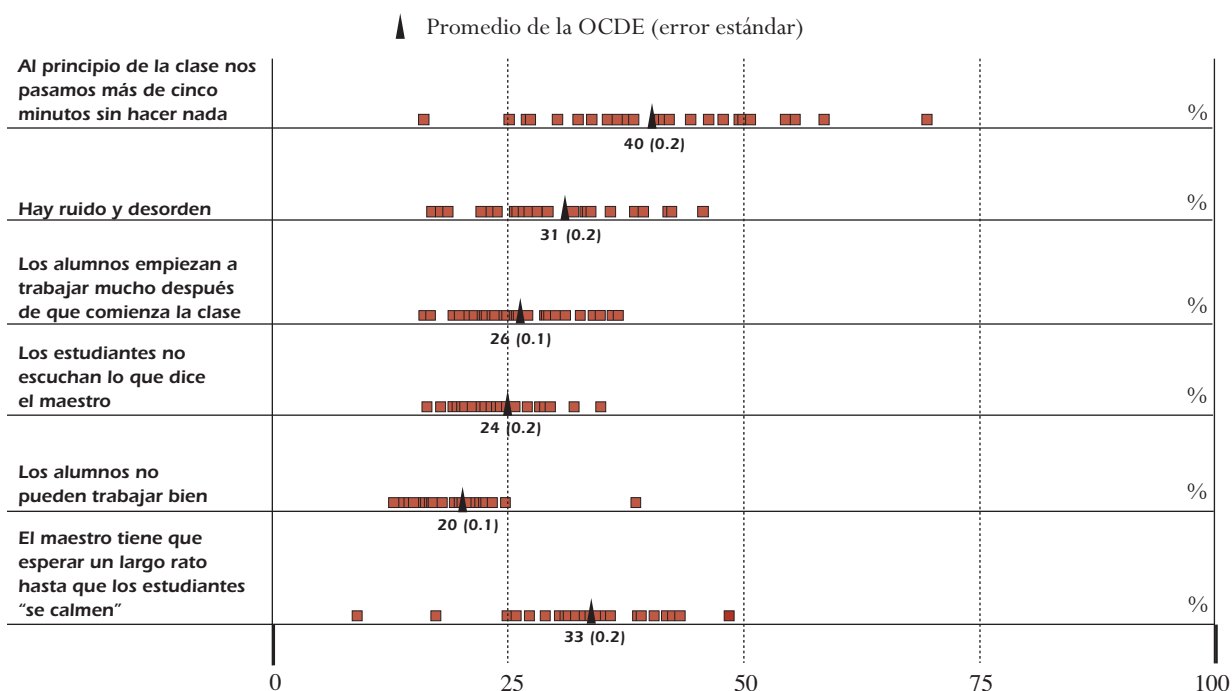 Promedio de la OCDE (error estándar)
Al principio de la clase nos
pasamos más de cinco
minutos sin hacer nada
%
40 (0.2)
Hay ruido y desorden
%
31 (0.2)
Los alumnos empiezan a
trabajar mucho después
de que comienza la clase
%
26 (0.1)
Los estudiantes no
escuchan lo que dice
el maestro
%
24 (0.2)
Los alumnos no
pueden trabajar bien
%
20 (0.1)
El maestro tiene que
esperar un largo rato
hasta que los estudiantes
“se calmen”
%
33 (0.2)
0 25 50 75 100